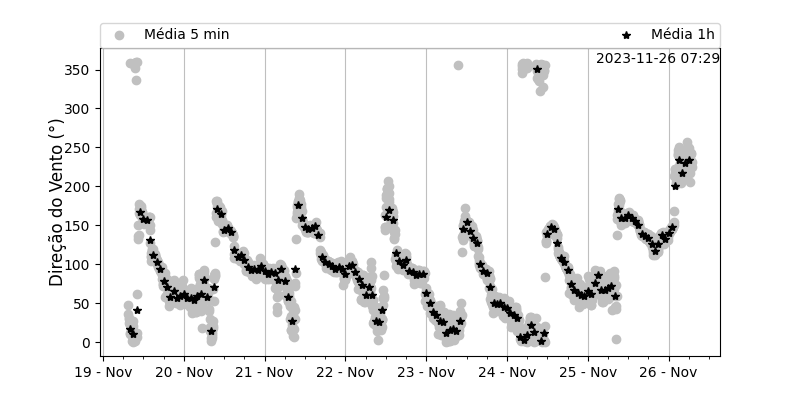 Média 5 min
Média 1h
2023-11-26 07:29
Direção do Vento (°)
350
300
250
200
150
100
50
0
19 - Nov
20 - Nov
21 - Nov
22 - Nov
23 - Nov
24 - Nov
25 - Nov
26 - Nov